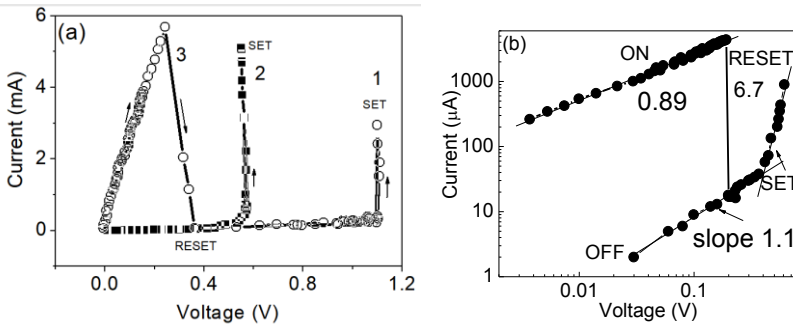 (a)
6
4
2
0
Current (mA)
0.0
0.4
0.8
1.2
Voltage (V)
3
SET
2
1
SET
RESET
(b)
1000
100
10
1
Current (μA)
0.01
0.1
Voltage (V)
ON
0.89
RESET
6.7
SET
OFF
slope 1.1